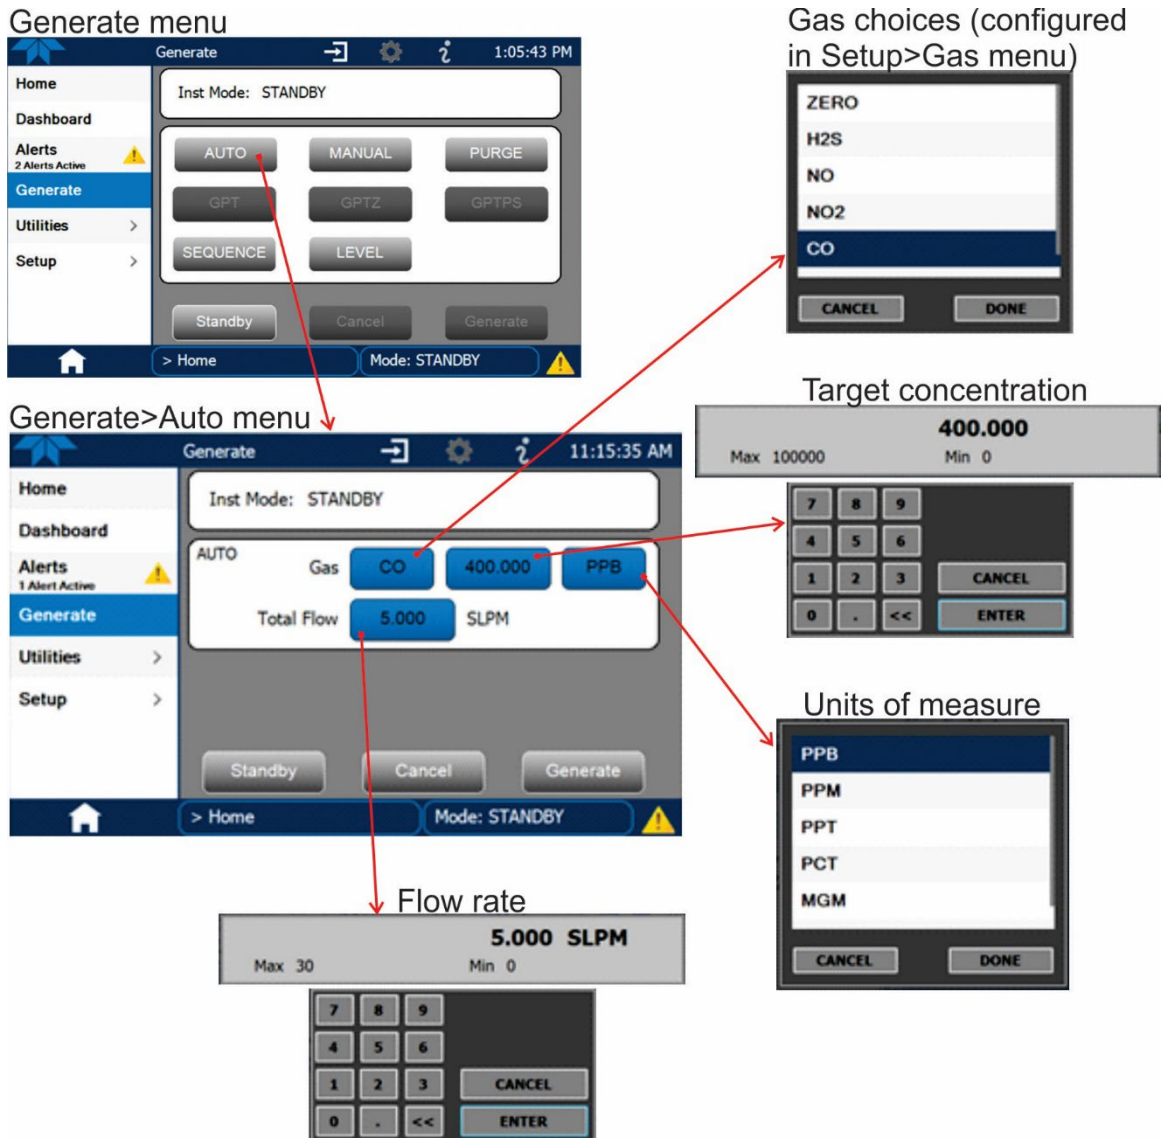 Generate menu
Generate 1:05:43 PM
Home
Dashboard
Alerts
2 Alerts Active
Generate
Utilities >
Setup >
Inst Mode: STANDBY
AUTO MANUAL PURGE
GPT GPTZ GPTPS
SEQUENCE LEVEL
Standby Cancel Generate
> Home Mode: STANDBY
Gas choices (configured
in Setup>Gas menu)
ZERO
H2S
NO
NO2
CO
CANCEL DONE
Generate>Auto menu
Generate 11:15:35 AM
Home
Dashboard
Alerts
1 Alert Active
Generate
Utilities >
Setup >
Inst Mode: STANDBY
AUTO
Gas CO 400.000 PPB
Total Flow 5.000 SLPM
Standby Cancel Generate
> Home Mode: STANDBY
Target concentration
400.000
Max 100000 Min 0
7 8 9
4 5 6
1 2 3 CANCEL
0 . << ENTER
Units of measure
PPB
PPM
PPT
PCT
MGM
CANCEL DONE
Flow rate
5.000 SLPM
Max 30 Min 0
7 8 9
4 5 6
1 2 3 CANCEL
0 . << ENTER